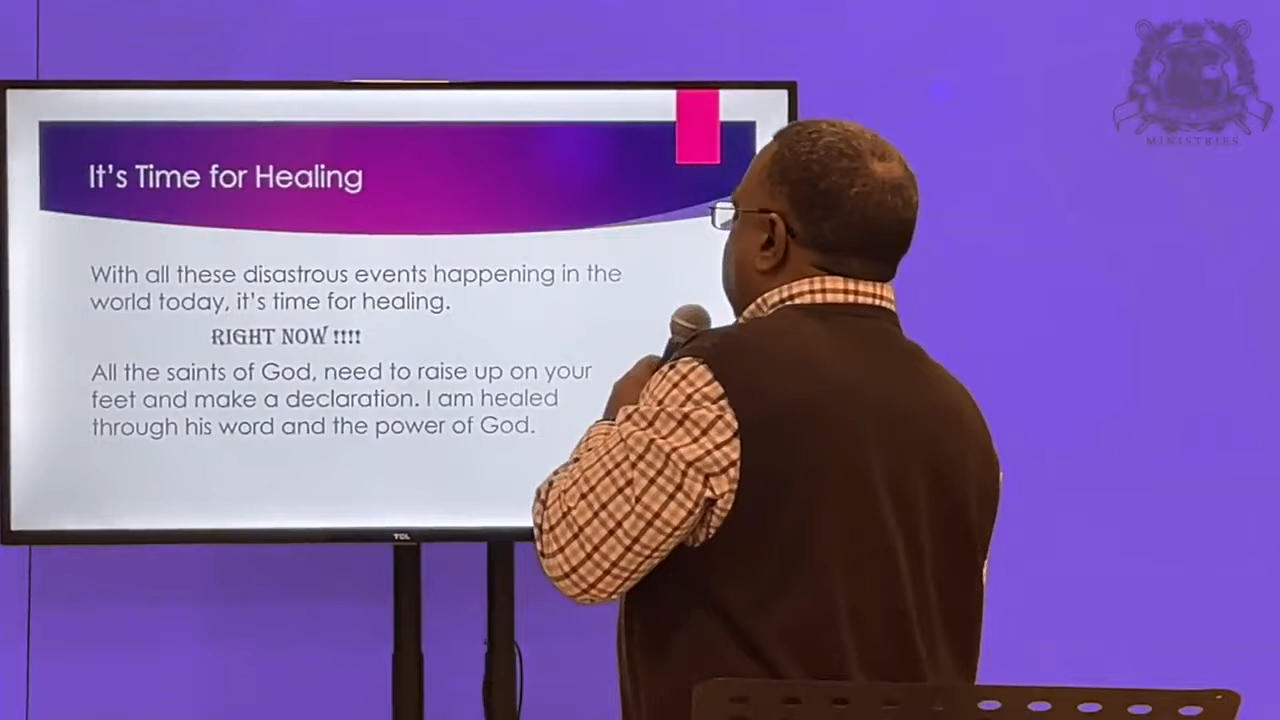 It's Time for Healing
With all these disastrous events happening in the
world today, it's time for healing.
RIGHT NOW !!!!
All the saints of God, need to raise up on your
feet and make a declaration. I am healed
through his word and the power of God.
TCL
MINISTRIES